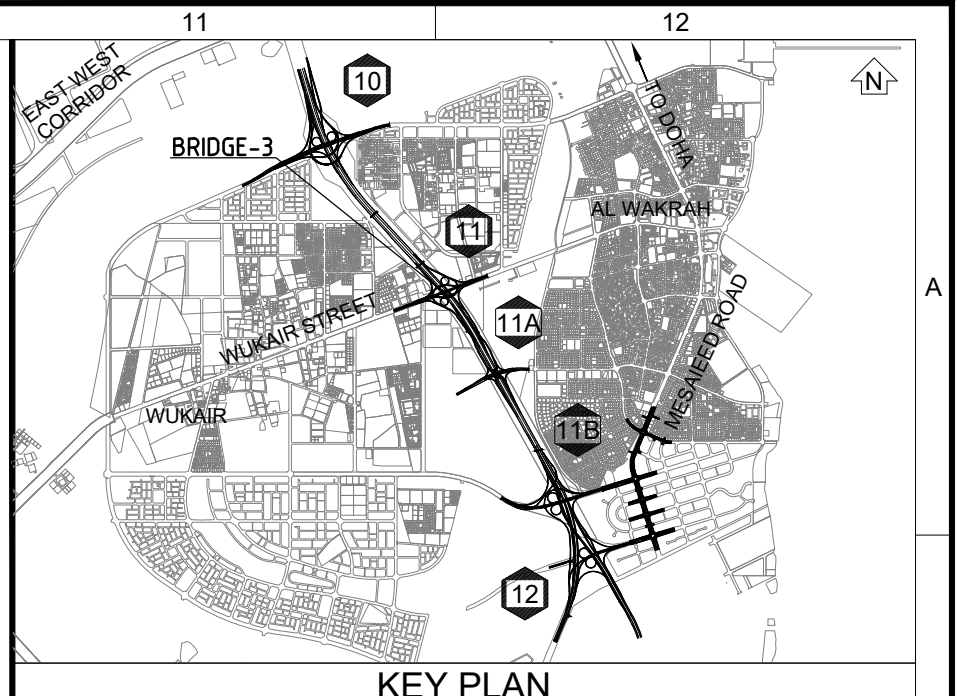 11
12
EAST WEST
CORRIDOR
10
N
TO DOHA
BRIDGE-3
AL WAKRAH
11
A
11A
WUKAIR STREET
MESAIEED ROAD
WUKAIR
11B
12
KEY PLAN